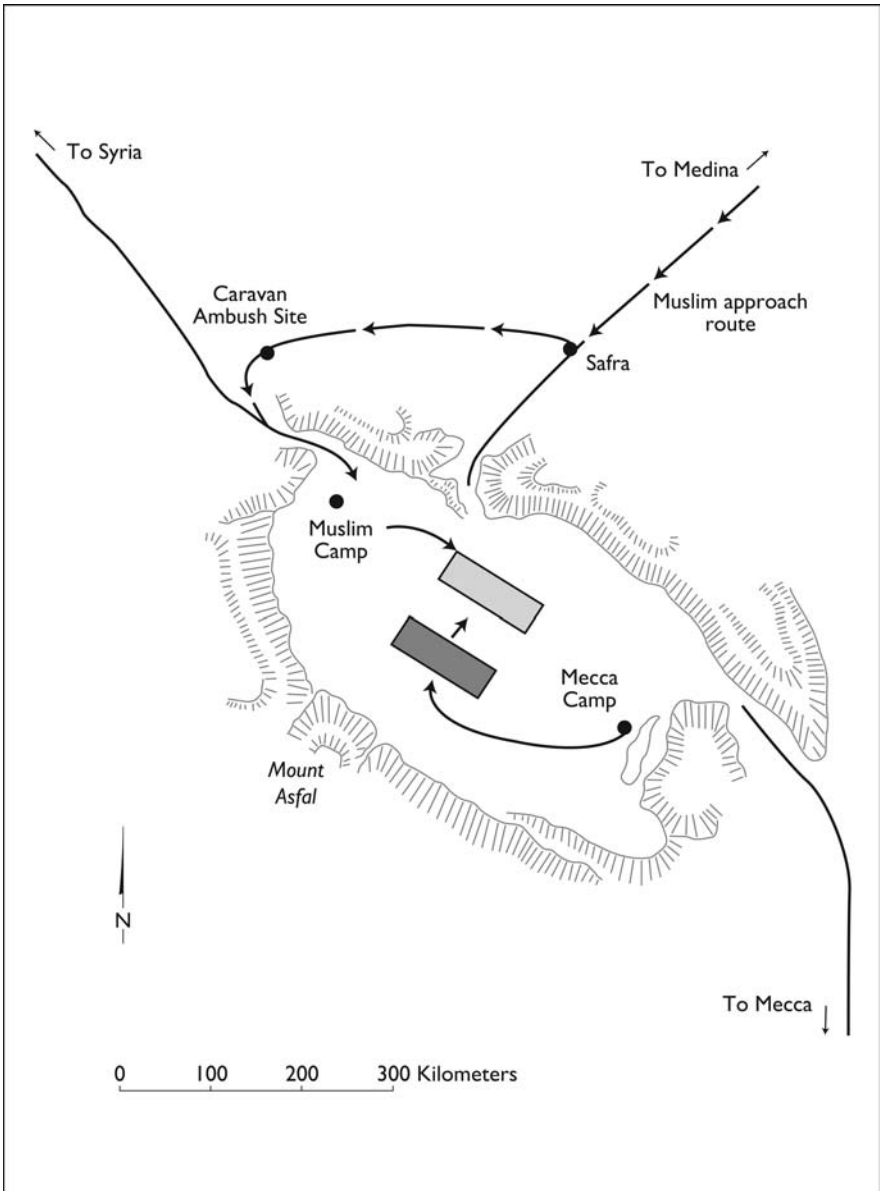 To Syria
To Medina
Caravan
Ambush Site
Muslim approach
route
Safra
Muslim
Camp
Mecca
Camp
Mount
Asfal
N
To Mecca
0 100 200 300 Kilometers